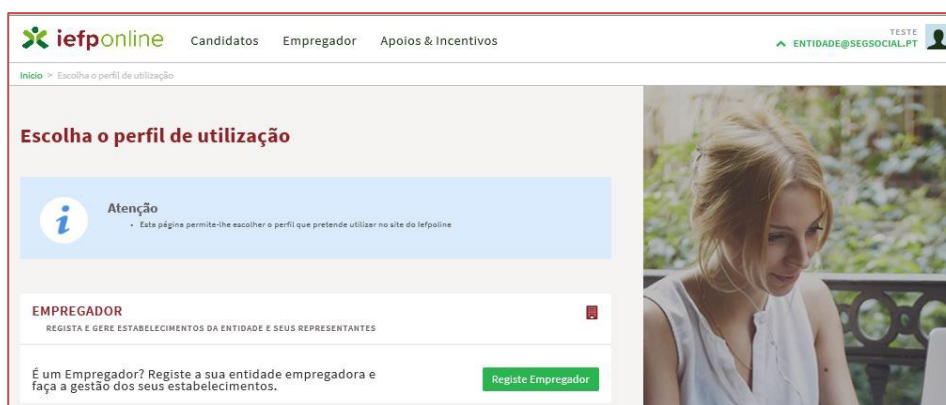 iefponline Candidatos Empregador Apoios & Incentivos
TESTE
ENTIDADE@SEGSOCIAL.PT
Início > Escolha o perfil de utilização
Escolha o perfil de utilização
Atenção
• Esta página permite-lhe escolher o perfil que pretende utilizar no site do Iefponline
EMPREGADOR
REGISTA E GERE ESTABELECIMENTOS DA ENTIDADE E SEUS REPRESENTANTES
É um Empregador? Registe a sua entidade empregadora e
faça a gestão dos seus estabelecimentos.
Registe Empregador